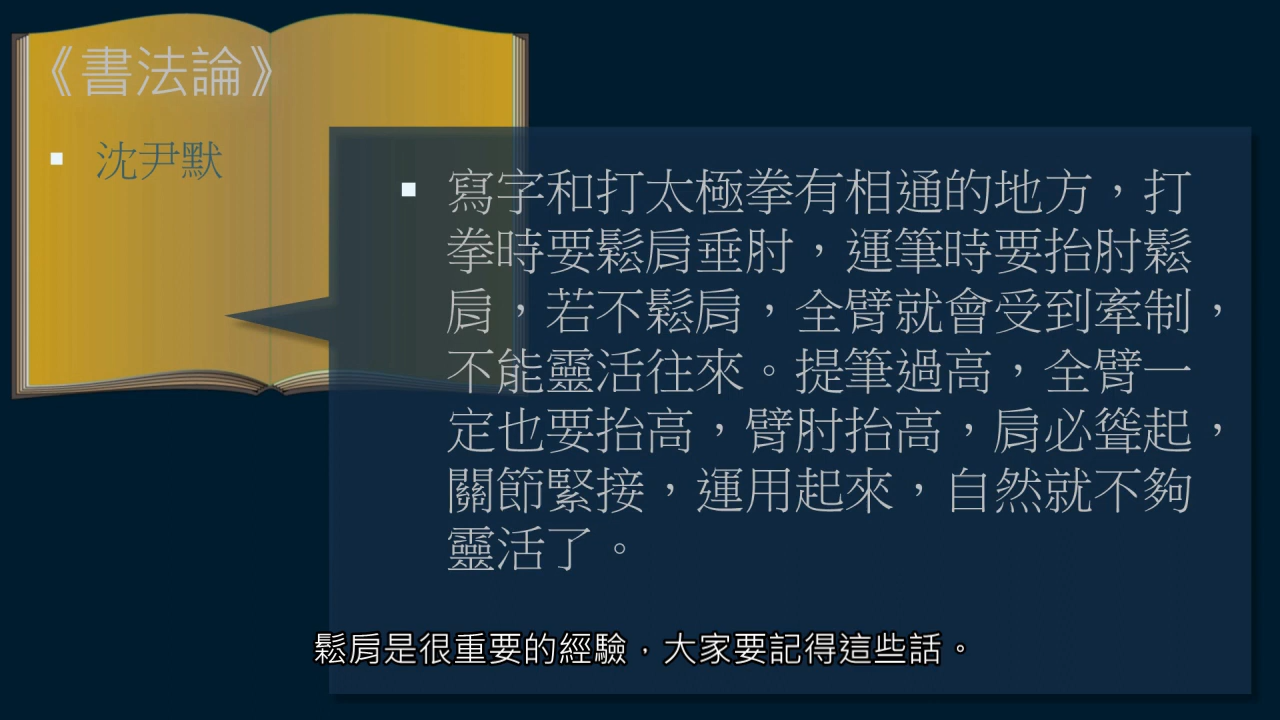 《書法論》
▪ 沈尹默
▪ 寫字和打太極拳有相通的地方，打
拳時要鬆肩垂肘，運筆時要抬肘鬆
肩，若不鬆肩，全臂就會受到牽制，
不能靈活往來。提筆過高，全臂一
定也要抬高，臂肘抬高，肩必聳起，
關節緊接，運用起來，自然就不夠
靈活了。
鬆肩是很重要的經驗，大家要記得這些話。